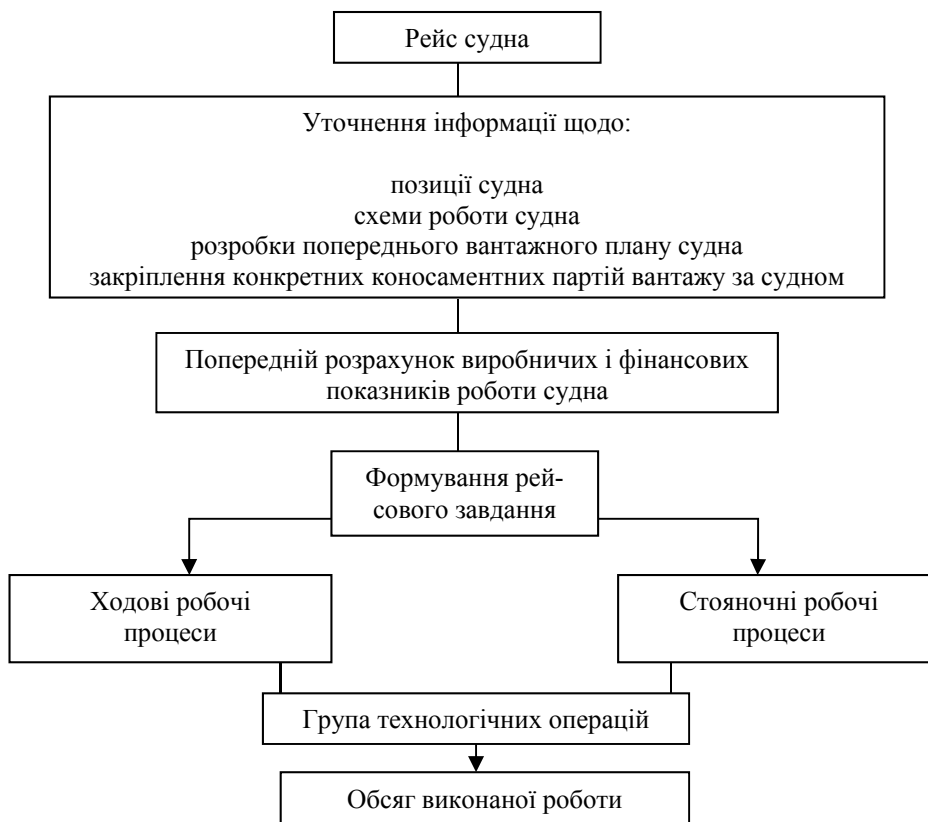 Рейс судна
Уточнення інформації щодо:
позиції судна
схеми роботи судна
розробки попереднього вантажного плану судна
закріплення конкретних коносаментних партій вантажу за судном
Попередній розрахунок виробничих і фінансових
показників роботи судна
Формування рей-
сового завдання
Ходові робочі
процеси
Стояночні робочі
процеси
Група технологічних операцій
Обсяг виконаної роботи